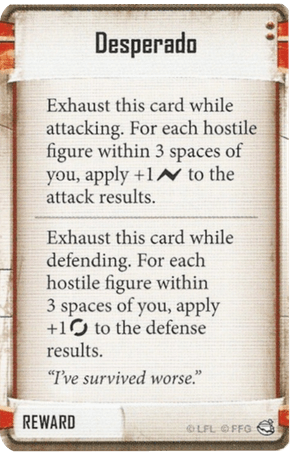 Desperado
Exhaust this card while
attacking. For each hostile
figure within 3 spaces of
you, apply +1 to the
attack results.
Exhaust this card while
defending. For each
hostile figure within
3 spaces of you, apply
+1 to the defense
results.
“I’ve survived worse.”
REWARD
© LFL © FFG